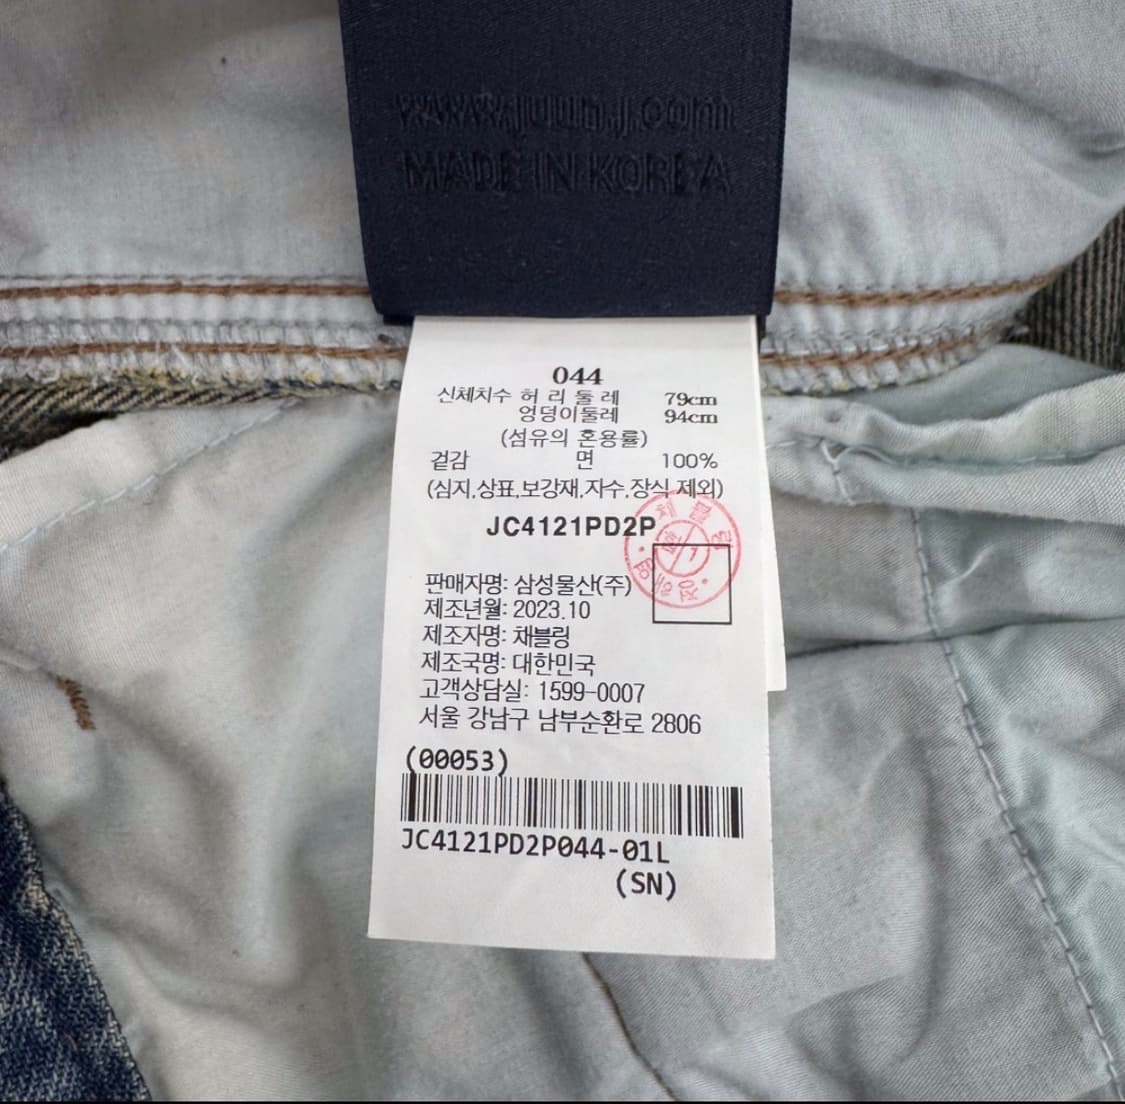 www.juunj.com
MADE IN KOREA
044
신체치수 허 리 둘 레 79cm
엉덩이둘레 94cm
(섬유의 혼용률)
겉감 면 100%
(심지,상표,보강재,자수,장식 제외)
JC4121PD2P
채블링
판매자명: 삼성물산(주)
제조년월: 2023.10
제조자명: 채블링
제조국명: 대한민국
고객상담실: 1599-0007
서울 강남구 남부순환로 2806
(00053)
JC4121PD2P044-01L
(SN)